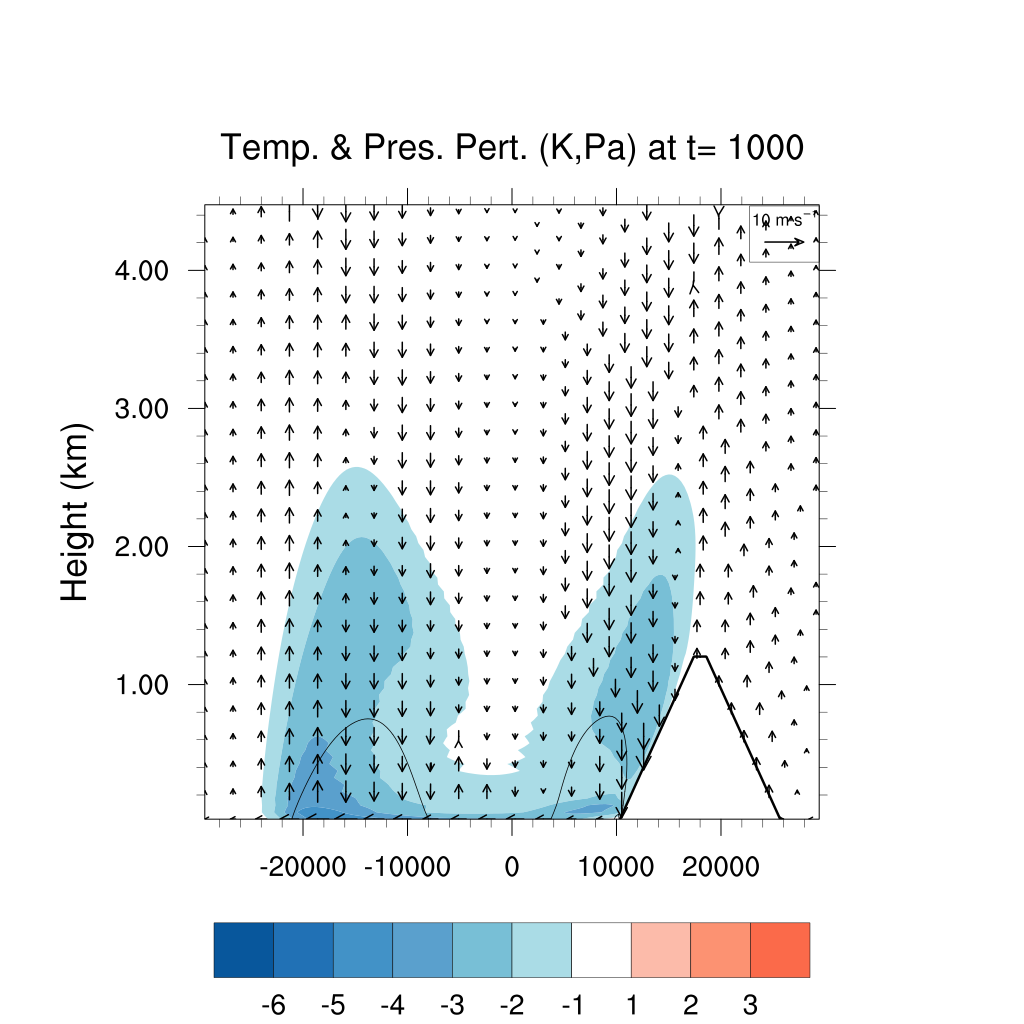 Temp. & Pres. Pert. (K,Pa) at t= 1000
10 m s⁻
4.00
3.00
2.00
1.00
Height (km)
-20000 -10000 0 10000 20000
-6 -5 -4 -3 -2 -1 1 2 3